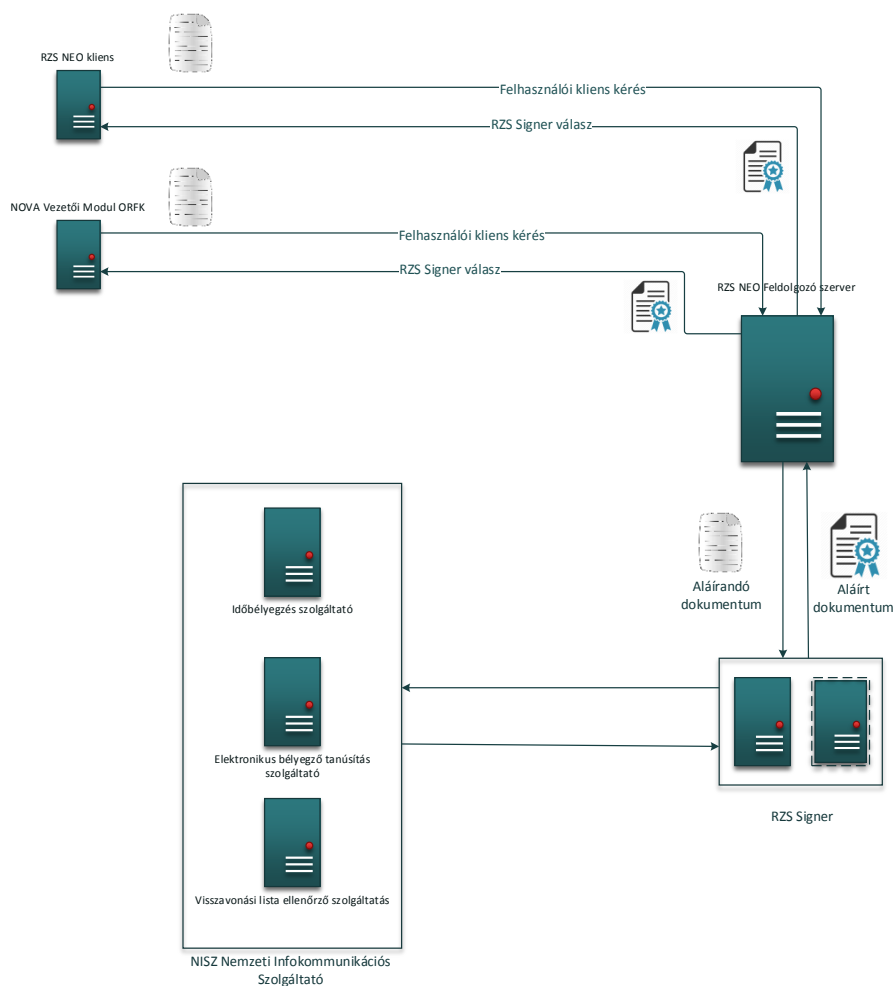 RZS NEO kliens
Felhasználói kliens kérés
RZS Signer válasz
NOVA Vezetői Modul ORFK
Felhasználói kliens kérés
RZS Signer válasz
RZS NEO Feldolgozó szerver
Aláírandó
dokumentum
Aláírt
dokumentum
Időbélyegzés szolgáltató
Elektronikus bélyegző tanúsítás
szolgáltató
Visszavonási lista ellenőrző szolgáltatás
RZS Signer
NISZ Nemzeti Infokommunikációs
Szolgáltató